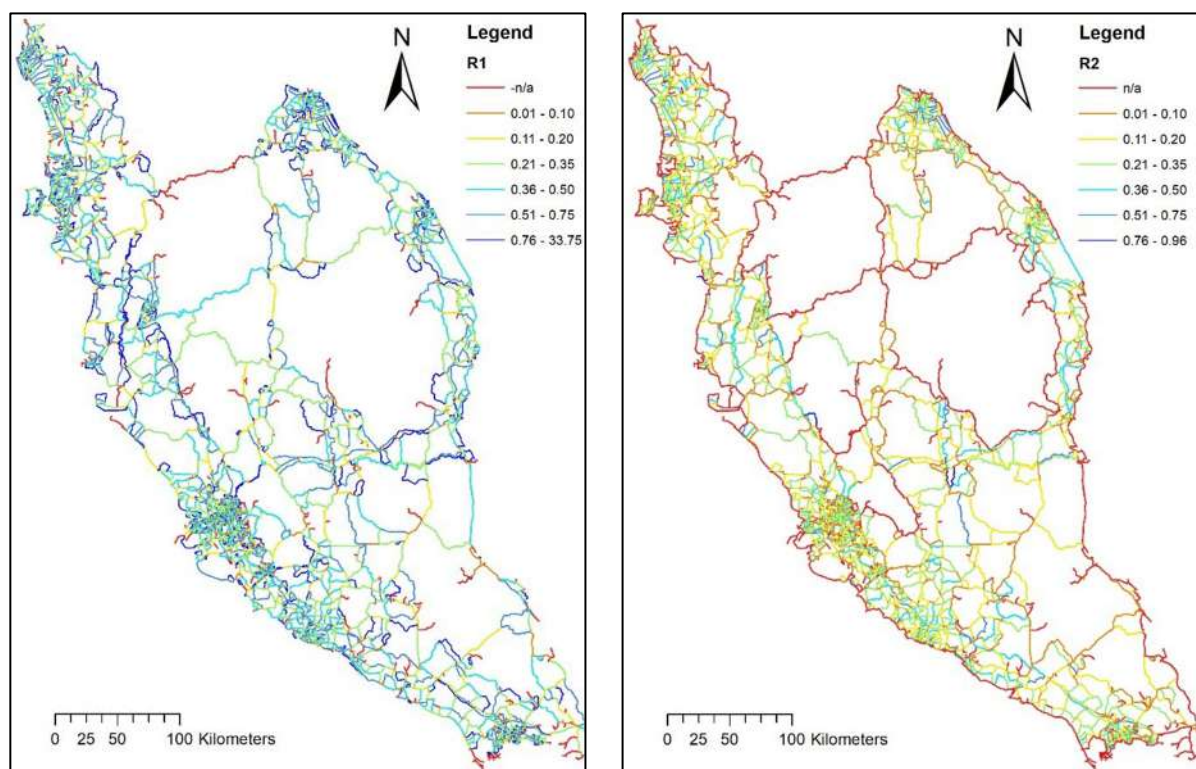 N
Legend
R1
-n/a
0.01 - 0.10
0.11 - 0.20
0.21 - 0.35
0.36 - 0.50
0.51 - 0.75
0.76 - 33.75
0 25 50 100 Kilometers
N
Legend
R2
n/a
0.01 - 0.10
0.11 - 0.20
0.21 - 0.35
0.36 - 0.50
0.51 - 0.75
0.76 - 0.96
0 25 50 100 Kilometers